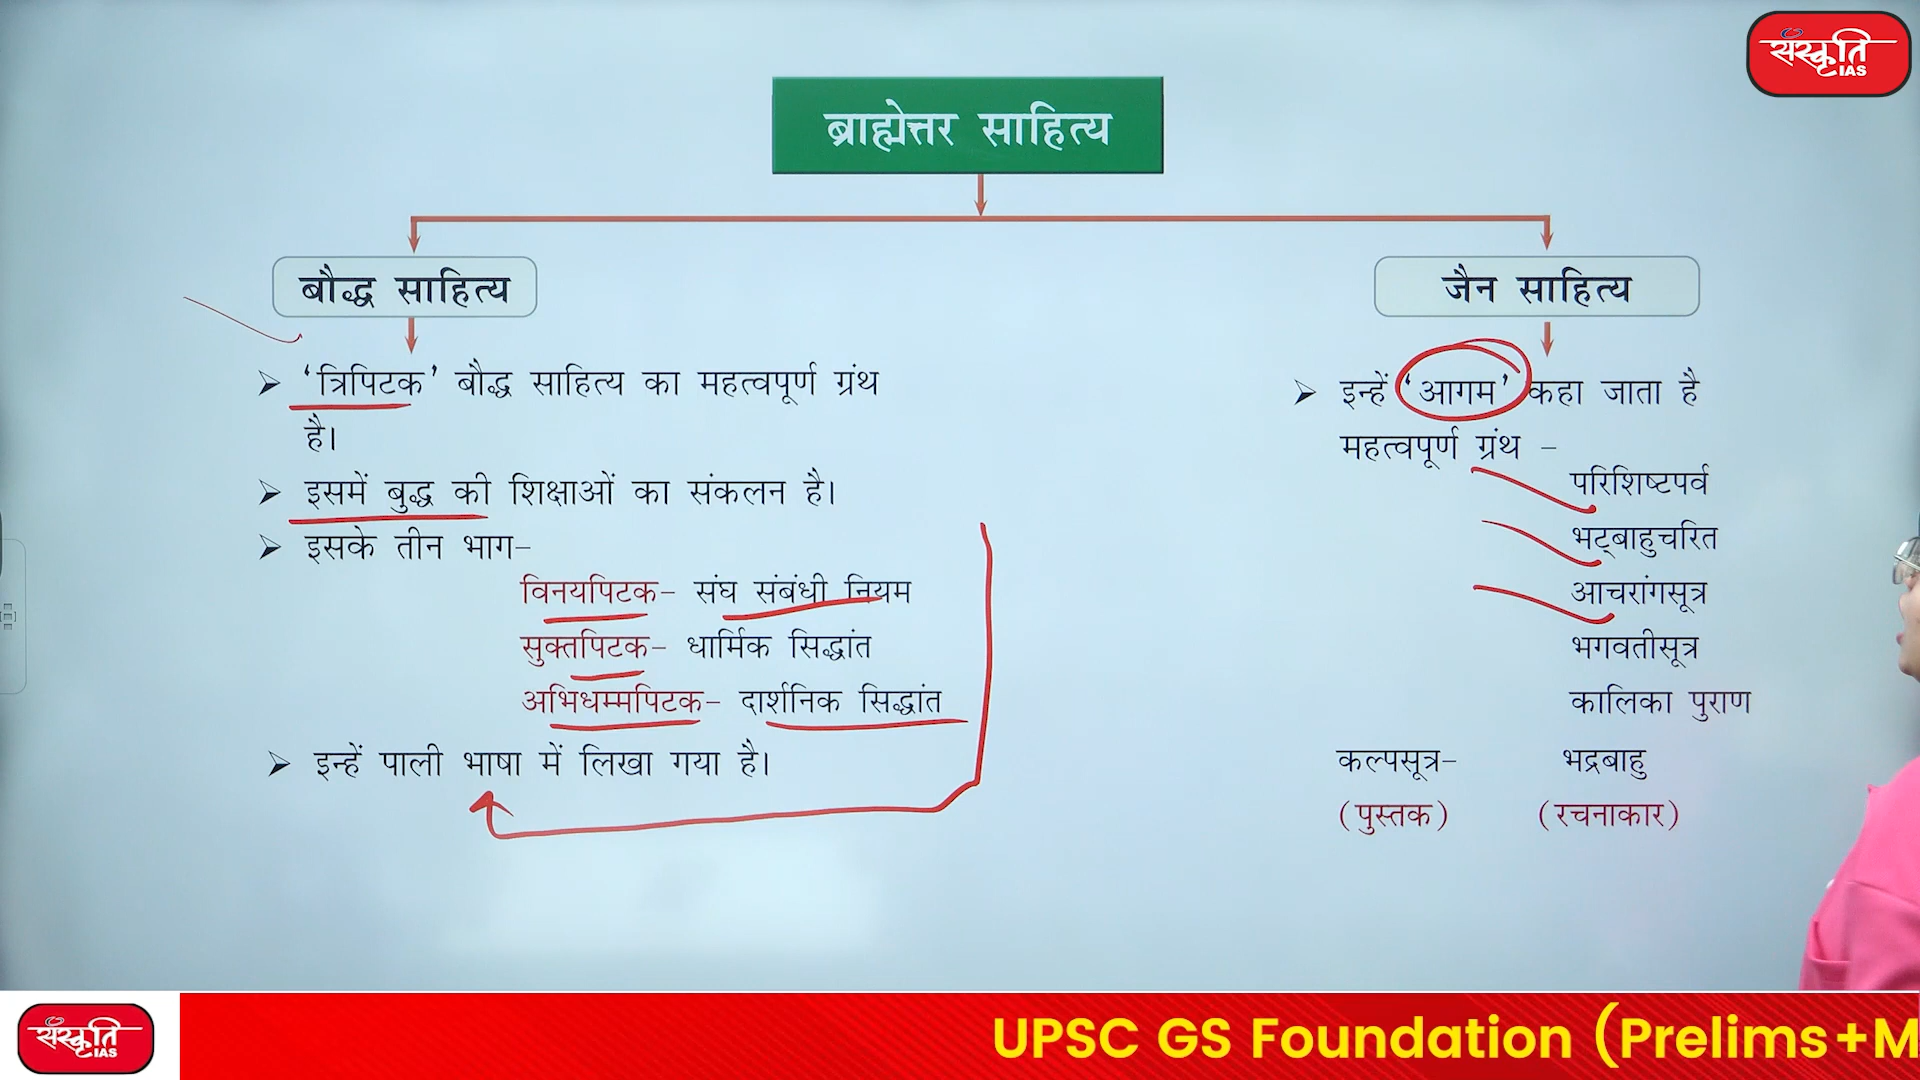 संस्कृति
IAS
ब्राह्मेत्तर साहित्य
बौद्ध साहित्य
➢ ‘त्रिपिटक’ बौद्ध साहित्य का महत्वपूर्ण ग्रंथ
है।
➢ इसमें बुद्ध की शिक्षाओं का संकलन है।
➢ इसके तीन भाग–
विनयपिटक– संघ संबंधी नियम
सुक्तपिटक– धार्मिक सिद्धांत
अभिधम्मपिटक– दार्शनिक सिद्धांत
➢ इन्हें पाली भाषा में लिखा गया है।
जैन साहित्य
➢ इन्हें ‘आगम’ कहा जाता है
महत्वपूर्ण ग्रंथ –
परिशिष्टपर्व
भट्बाहुचरित
आचरांगसूत्र
भगवतीसूत्र
कालिका पुराण
कल्पसूत्र– भद्रबाहु
(पुस्तक) (रचनाकार)
संस्कृति
IAS
UPSC GS Foundation (Prelims+M